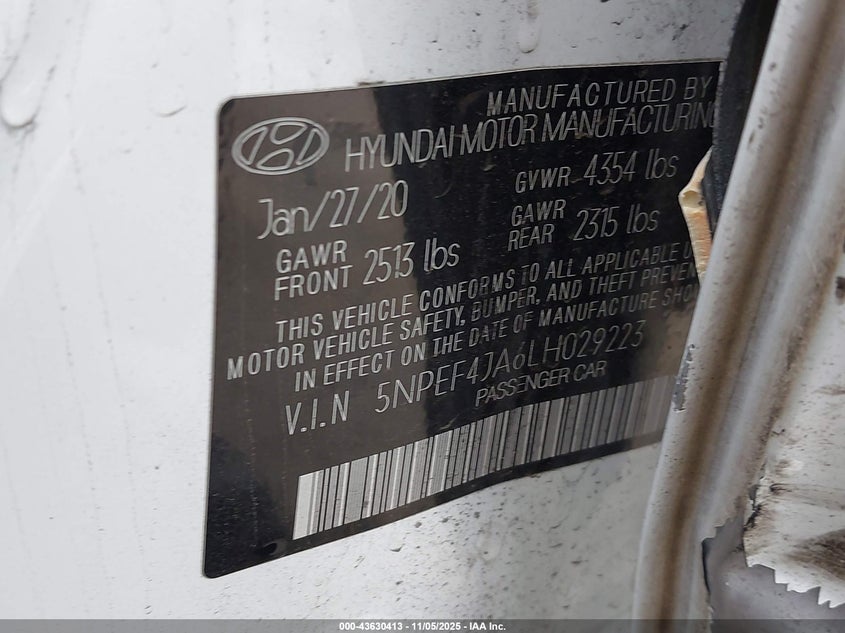 MANUFACTURED BY
HYUNDAI MOTOR MANUFACTURING
Jan/27/20
GVWR 4354 lbs
GAWR FRONT 2513 lbs
GAWR REAR 2315 lbs
THIS VEHICLE CONFORMS TO ALL APPLICABLE
MOTOR VEHICLE SAFETY, BUMPER, AND THEFT
IN EFFECT ON THE DATE OF MANUFACTURE
V.I.N 5NPEF4JA6LH029223
PASSENGER CAR
000-43630413 - 11/05/2025 - IAA Inc.